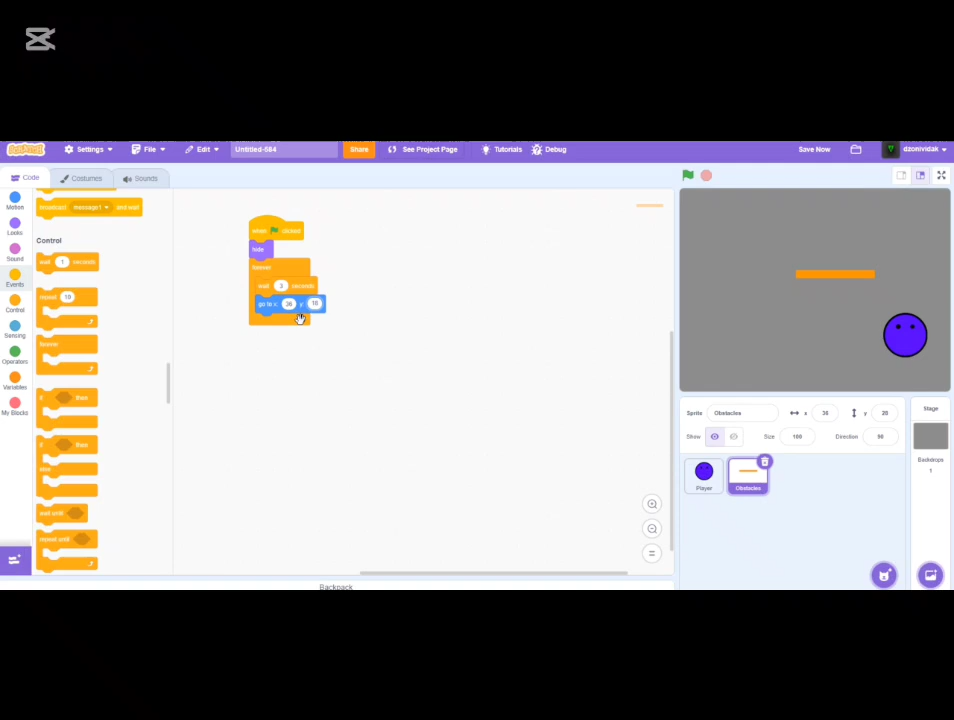 SCRATCH Settings File Edit Untitled-584 Share See Project Page Tutorials Debug Save Now dzonividak
Code Costumes Sounds
Motion
Looks
Sound
Events
Control
Sensing
Operators
Variables
My Blocks
broadcast message1 and wait
Control
wait 1 seconds
repeat 10
forever
if then
if then
else
wait until
repeat until
when clicked
hide
forever
wait 3 seconds
go to x: 36 y: 18
Sprite Obstacles x 36 y 20
Show Size 100 Direction 90
Player
Obstacles
Stage
Backdrops
1
Backpack